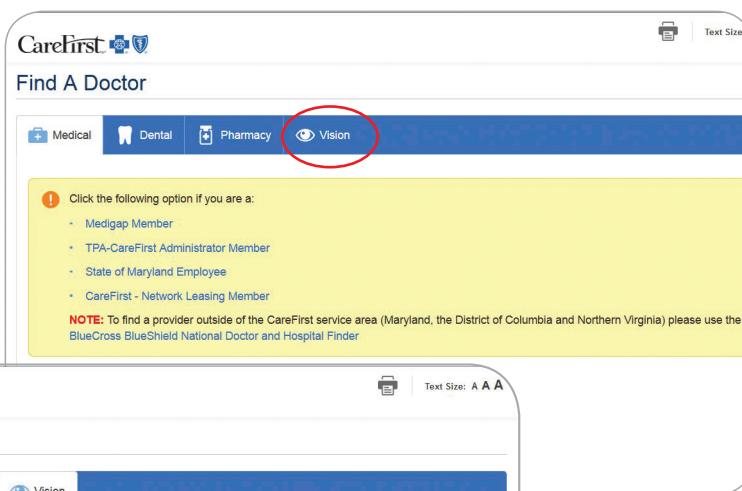 CareFirst
Text Size
Find A Doctor
Medical Dental Pharmacy Vision
Click the following option if you are a:
• Medigap Member
• TPA-CareFirst Administrator Member
• State of Maryland Employee
• CareFirst - Network Leasing Member
NOTE: To find a provider outside of the CareFirst service area (Maryland, the District of Columbia and Northern Virginia) please use the
BlueCross BlueShield National Doctor and Hospital Finder
Text Size: A A A
Vision